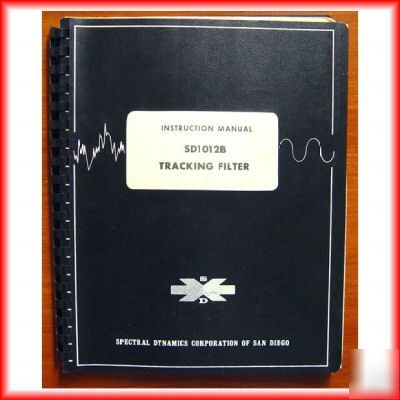 INSTRUCTION MANUAL
SD1012B
TRACKING FILTER
S
D
SPECTRAL DYNAMICS CORPORATION OF SAN DIEGO